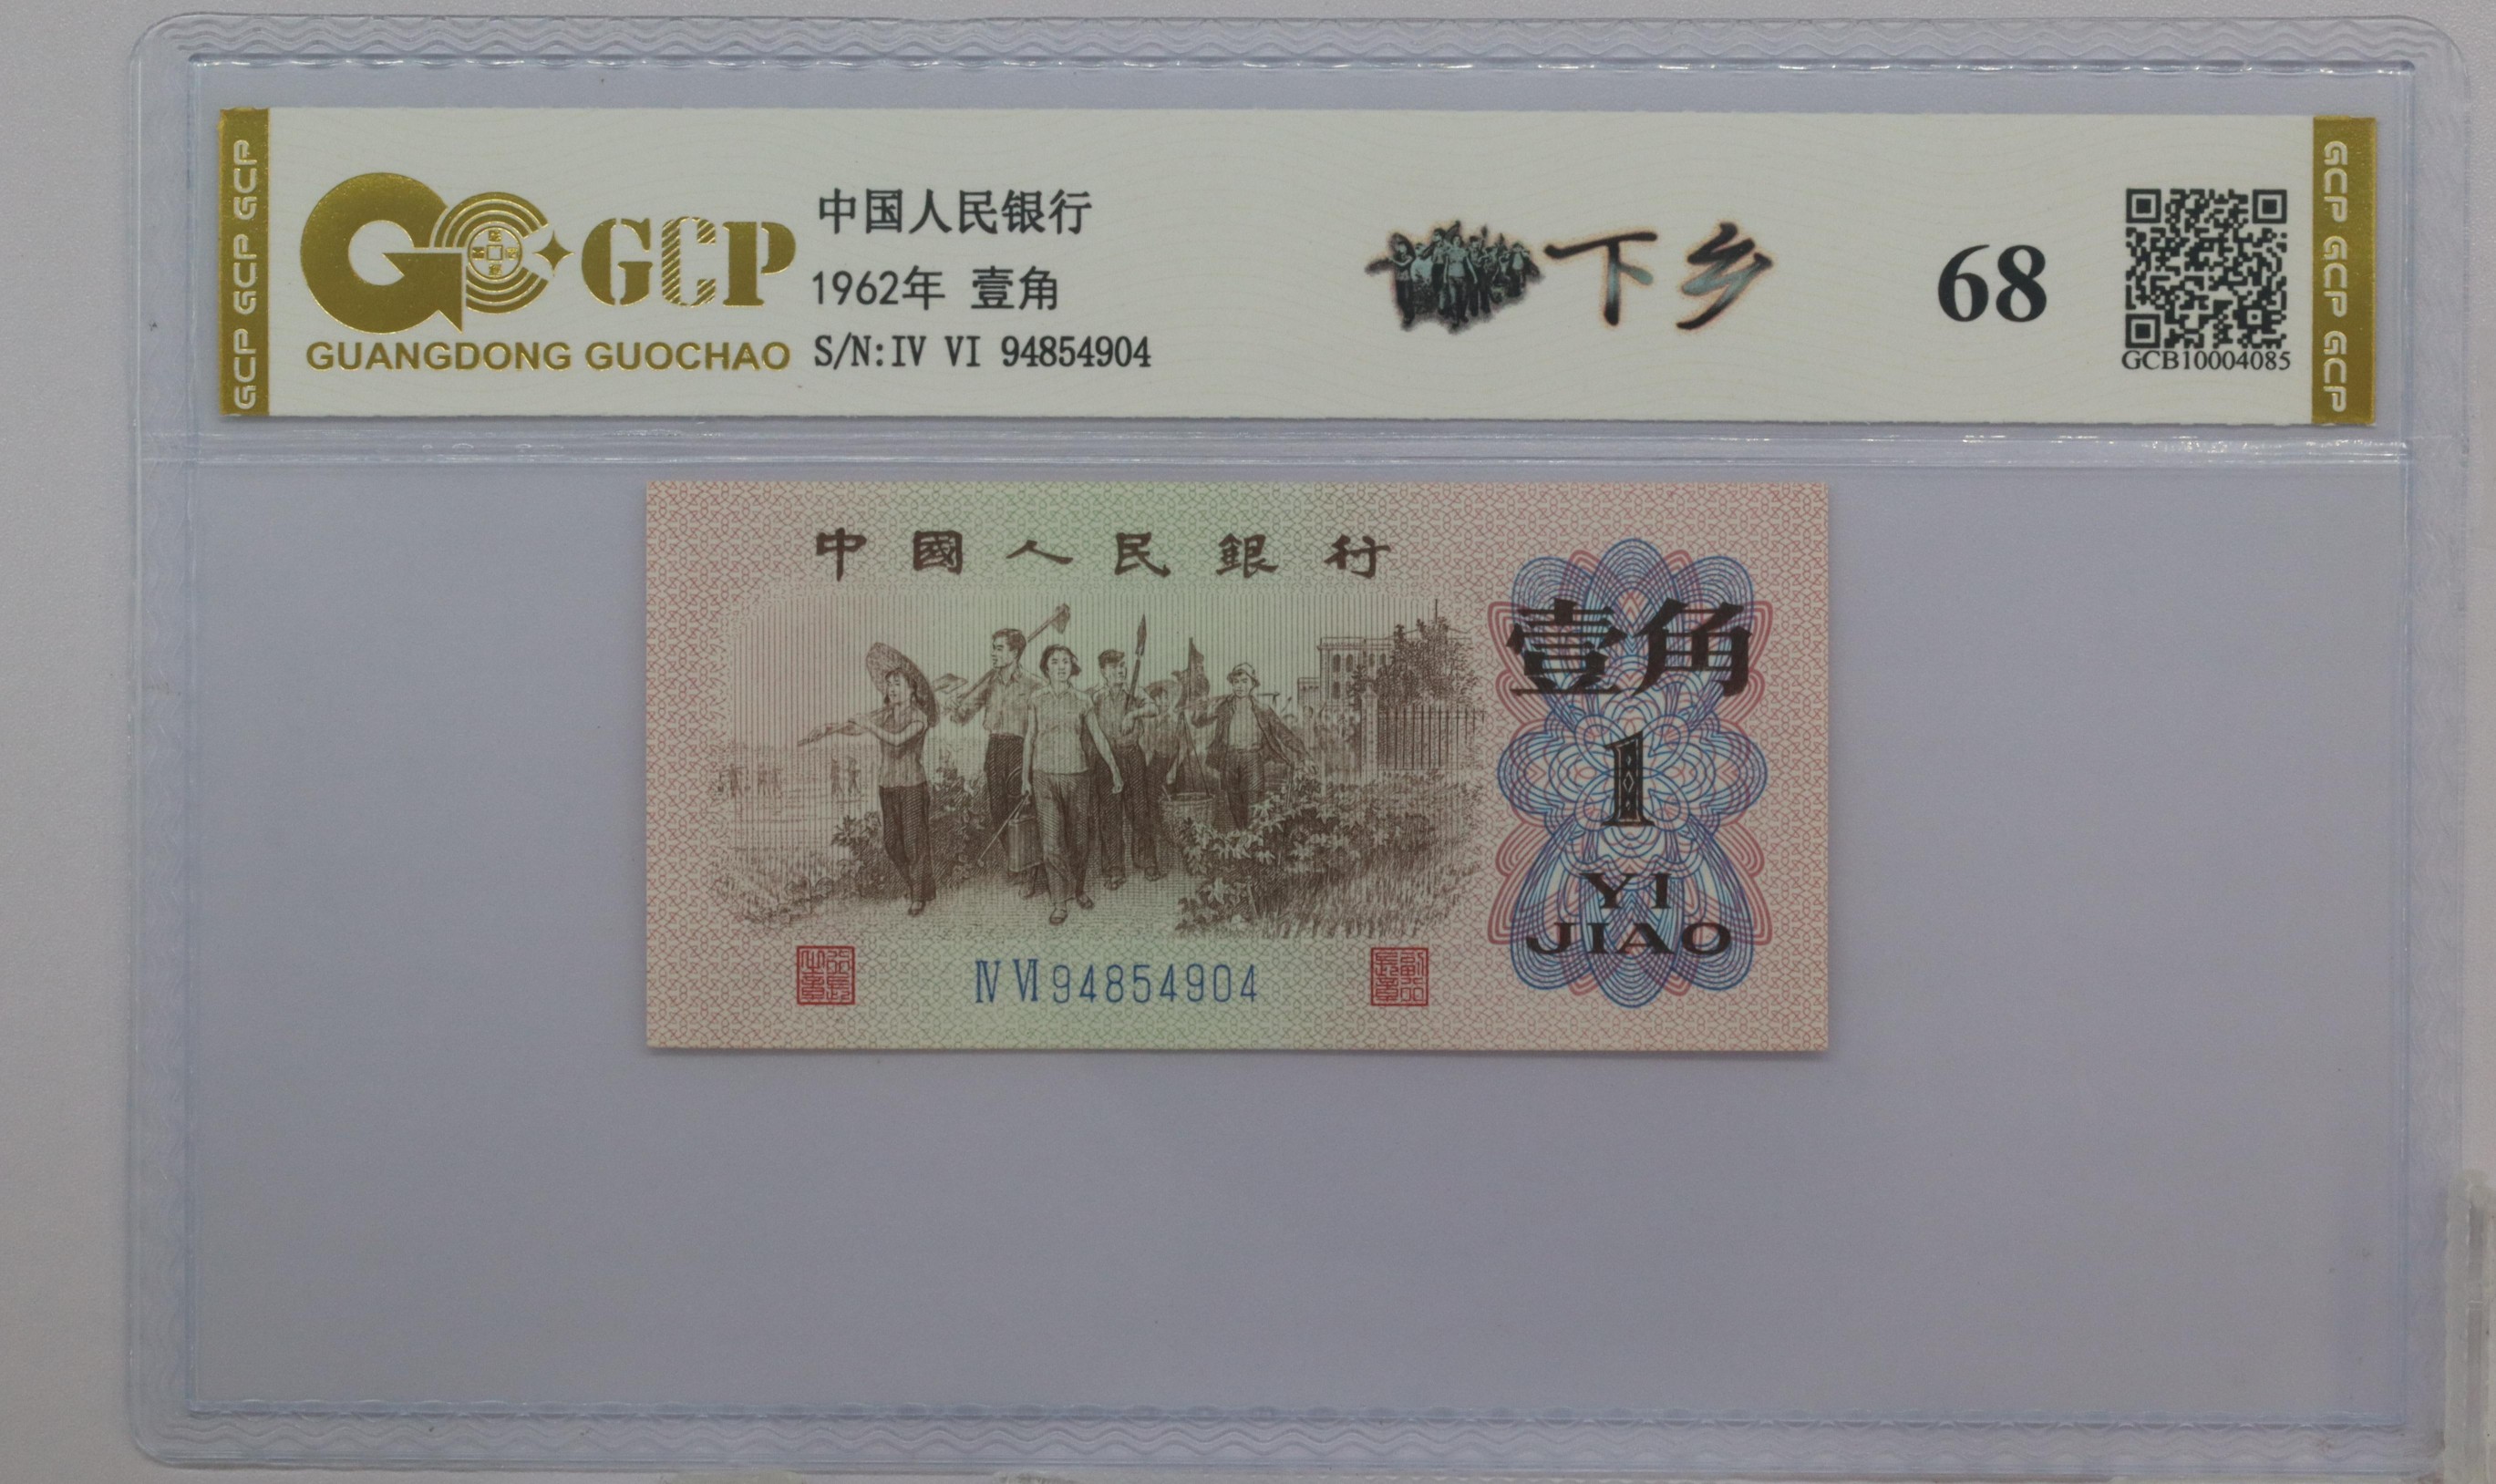 GCP GCP GCP
GCP
GUANGDONG GUOCHAO
中国人民银行
1962年 壹角
S/N:IV VI 94854904
下乡
68
GCB10004085
GCP GCP GCP
中國人民銀行
壹角
1
YI
JIAO
Ⅳ Ⅵ 94854904